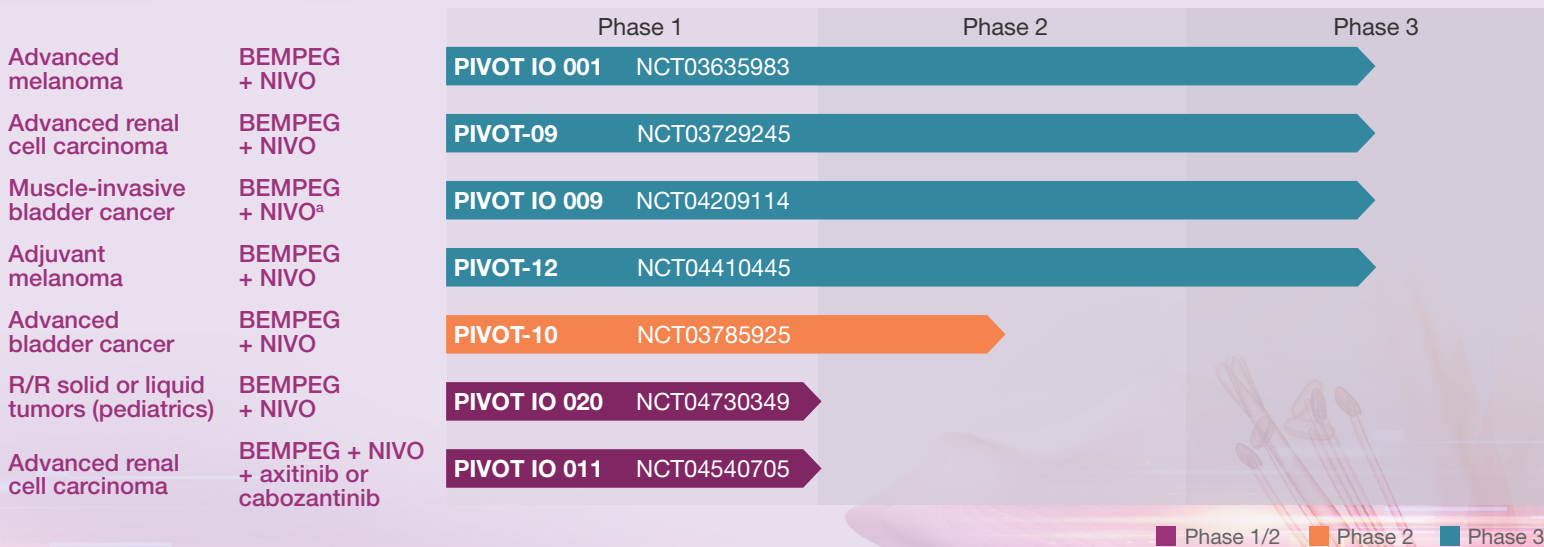 Phase 1 Phase 2 Phase 3
Advanced
melanoma
BEMPEG
+ NIVO
PIVOT IO 001 NCT03635983
Advanced renal
cell carcinoma
BEMPEG
+ NIVO
PIVOT-09 NCT03729245
Muscle-invasive
bladder cancer
BEMPEG
+ NIVOᵃ
PIVOT IO 009 NCT04209114
Adjuvant
melanoma
BEMPEG
+ NIVO
PIVOT-12 NCT04410445
Advanced
bladder cancer
BEMPEG
+ NIVO
PIVOT-10 NCT03785925
R/R solid or liquid
tumors (pediatrics)
BEMPEG
+ NIVO
PIVOT IO 020 NCT04730349
Advanced renal
cell carcinoma
BEMPEG + NIVO
+ axitinib or
cabozantinib
PIVOT IO 011 NCT04540705
Phase 1/2 Phase 2 Phase 3